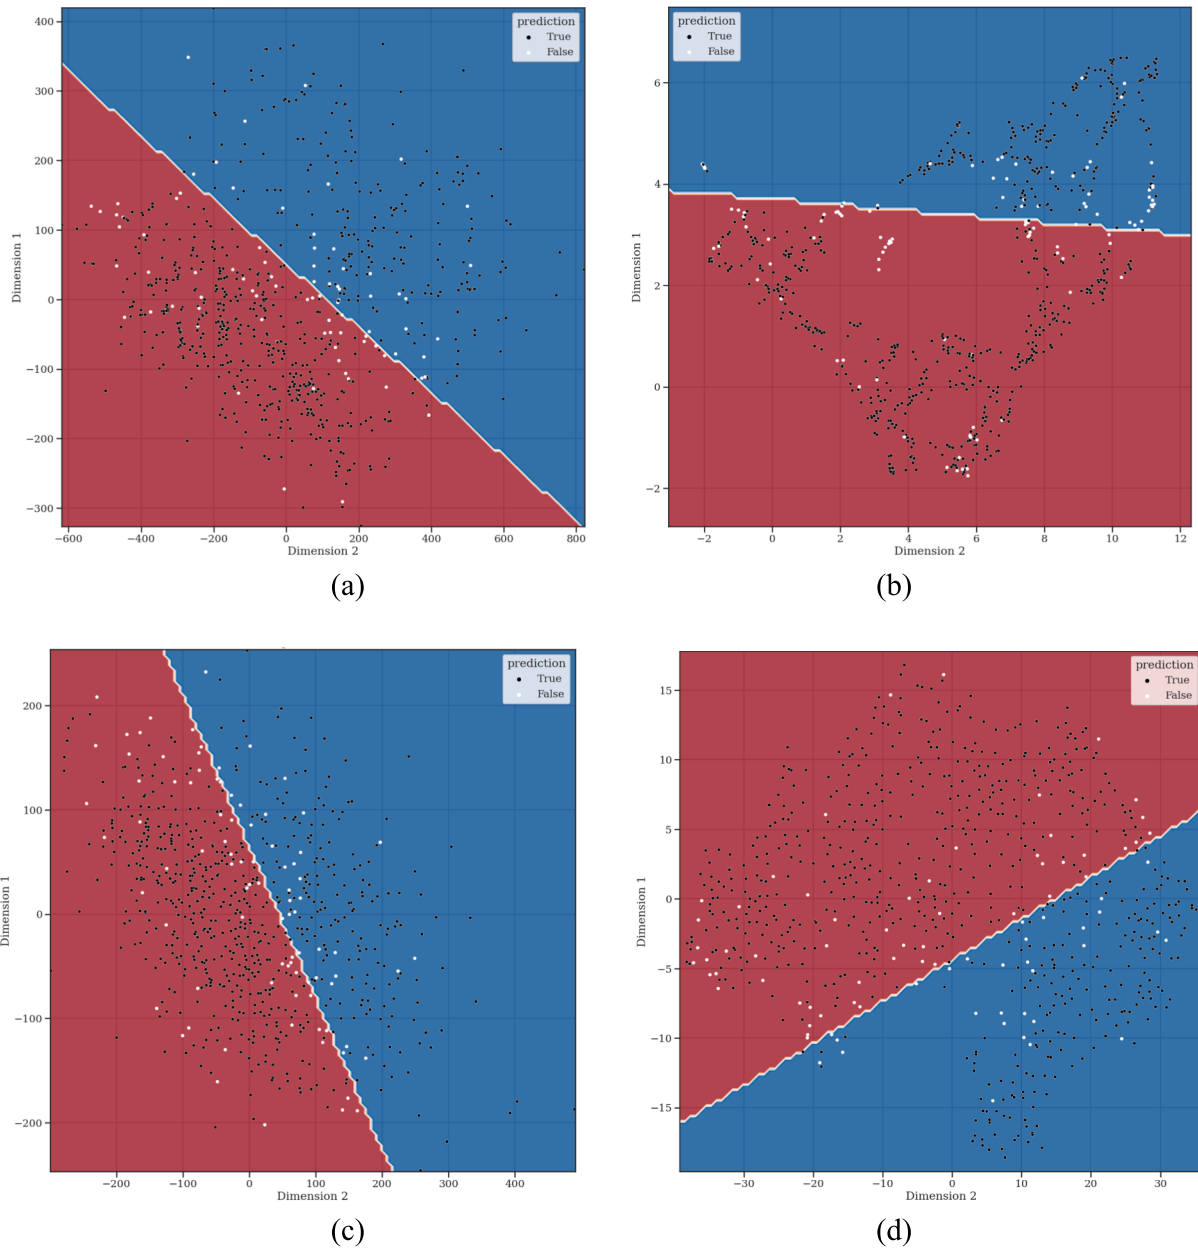 prediction
True
False
400
300
200
100
0
−100
−200
−300
Dimension 1
−600 −400 −200 0 200 400 600 800
Dimension 2
(a)
prediction
True
False
6
4
2
0
−2
Dimension 1
−2 0 2 4 6 8 10 12
Dimension 2
(b)
prediction
True
False
200
100
0
−100
−200
Dimension 1
−200 −100 0 100 200 300 400
Dimension 2
(c)
prediction
True
False
15
10
5
0
−5
−10
−15
Dimension 1
−30 −20 −10 0 10 20 30
Dimension 2
(d)